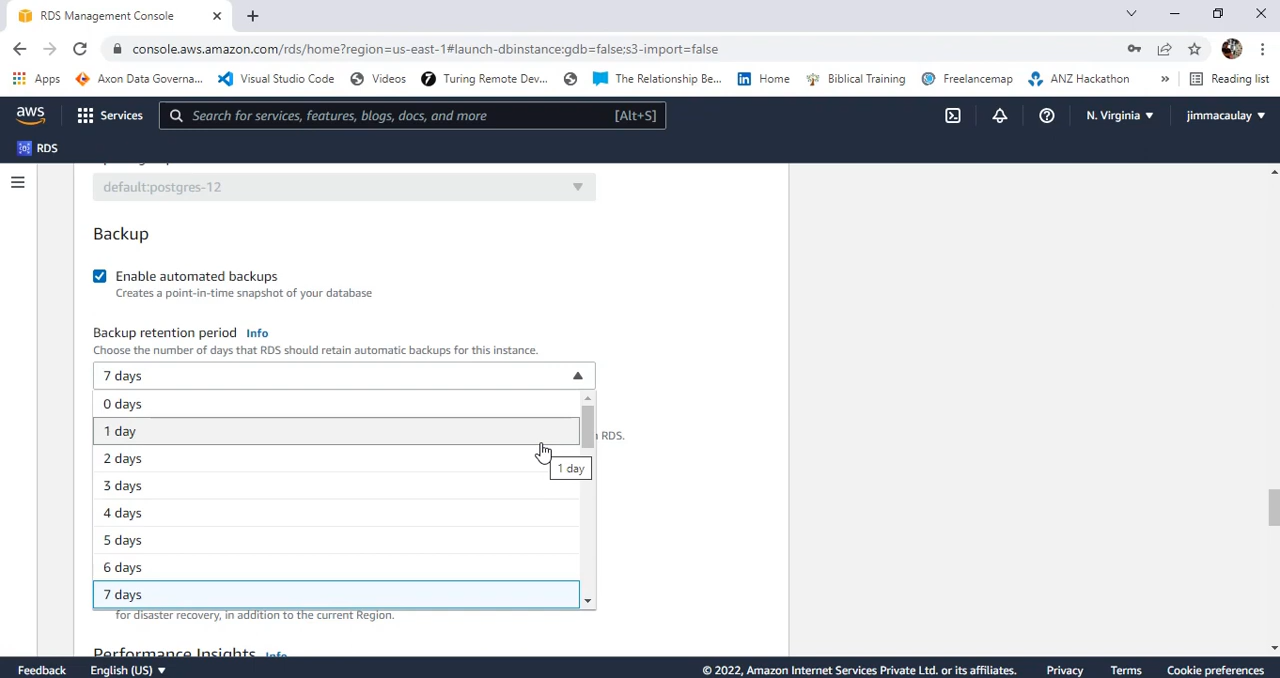 RDS Management Console
console.aws.amazon.com/rds/home?region=us-east-1#launch-dbinstance:gdb=false;s3-import=false
Apps Axon Data Governa... Visual Studio Code Videos Turing Remote Dev... The Relationship Be... Home Biblical Training Freelancemap ANZ Hackathon » Reading list
aws Services Search for services, features, blogs, docs, and more [Alt+S] N. Virginia jimmacaulay
RDS
default:postgres-12
Backup
Enable automated backups
Creates a point-in-time snapshot of your database
Backup retention period Info
Choose the number of days that RDS should retain automatic backups for this instance.
7 days
0 days
1 day
RDS.
2 days
1 day
3 days
4 days
5 days
6 days
7 days
for disaster recovery, in addition to the current Region.
Performance Insights Info
Feedback English (US) © 2022, Amazon Internet Services Private Ltd. or its affiliates. Privacy Terms Cookie preferences